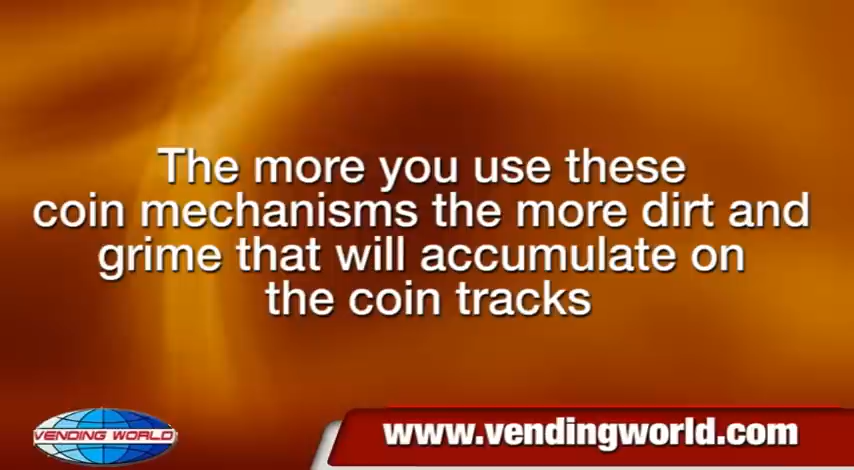 The more you use these
coin mechanisms the more dirt and
grime that will accumulate on
the coin tracks
VENDING WORLD
www.vendingworld.com